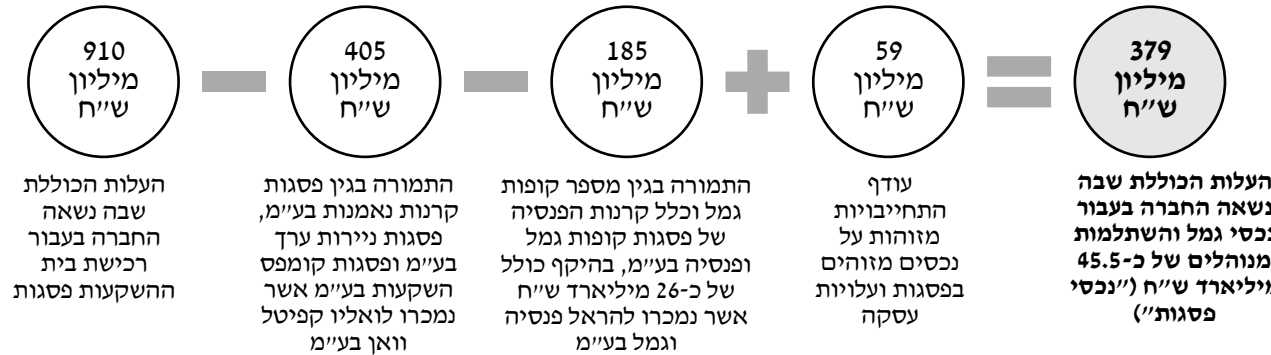 910
מיליון
ש״ח
העלות הכוללת
שבה נשאה
החברה בעבור
רכישת בית
ההשקעות פסגות
405
מיליון
ש״ח
התמורה בגין פסגות
קרנות נאמנות בע״מ,
פסגות ניירות ערך
בע״מ ופסגות קומפס
השקעות בע״מ אשר
נמכרו לואליו קפיטל
וואן בע״מ
185
מיליון
ש״ח
התמורה בגין מספר קופות
גמל וכלל קרנות הפנסיה
של פסגות קופות גמל
ופנסיה בע״מ, בהיקף כולל
של כ-26 מיליארד ש״ח
אשר נמכרו להראל פנסיה
וגמל בע״מ
59
מיליון
ש״ח
עודף
התחייבויות
מזוהות על
נכסים מזוהים
בפסגות ועלויות
עסקה
379
מיליון
ש״ח
העלות הכוללת שבה
נשאה החברה בעבור
נכסי גמל והשתלמות
מנוהלים של כ-45.5
מיליארד ש״ח (״נכסי
פסגות״)